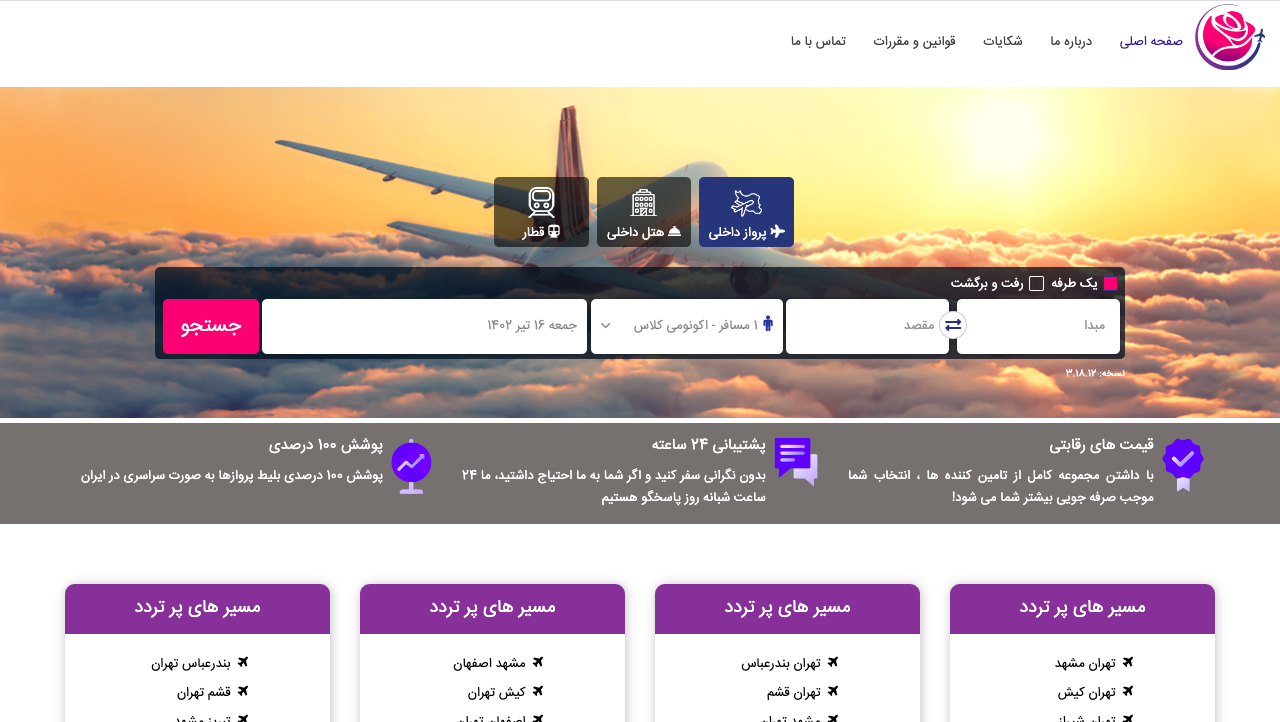 صفحه اصلی
درباره ما
شکایات
قوانین و مقررات
تماس با ما
پرواز داخلی
هتل داخلی
قطار
یک طرفه
رفت و برگشت
مبدا
مقصد
1 مسافر - اکونومی کلاس
جمعه ۱۶ تیر ۱۴۰۲
جستجو
نسخه: ۳,۱۸,۱۲
قیمت های رقابتی
با داشتن مجموعه کامل از تامین کننده ها ، انتخاب شما
موجب صرفه جویی بیشتر شما می شود!
پشتیبانی ۲۴ ساعته
بدون نگرانی سفر کنید و اگر شما به ما احتیاج داشتید، ما ۲۴
ساعت شبانه روز پاسخگو هستیم
پوشش ۱۰۰ درصدی
پوشش ۱۰۰ درصدی بلیط پروازها به صورت سراسری در ایران
مسیر های پر تردد
تهران مشهد
تهران کیش
تهران شیراز
مسیر های پر تردد
تهران بندرعباس
تهران قشم
مشهد تهران
مسیر های پر تردد
مشهد اصفهان
کیش تهران
اصفهان تهران
مسیر های پر تردد
بندرعباس تهران
قشم تهران
تبریز مشهد